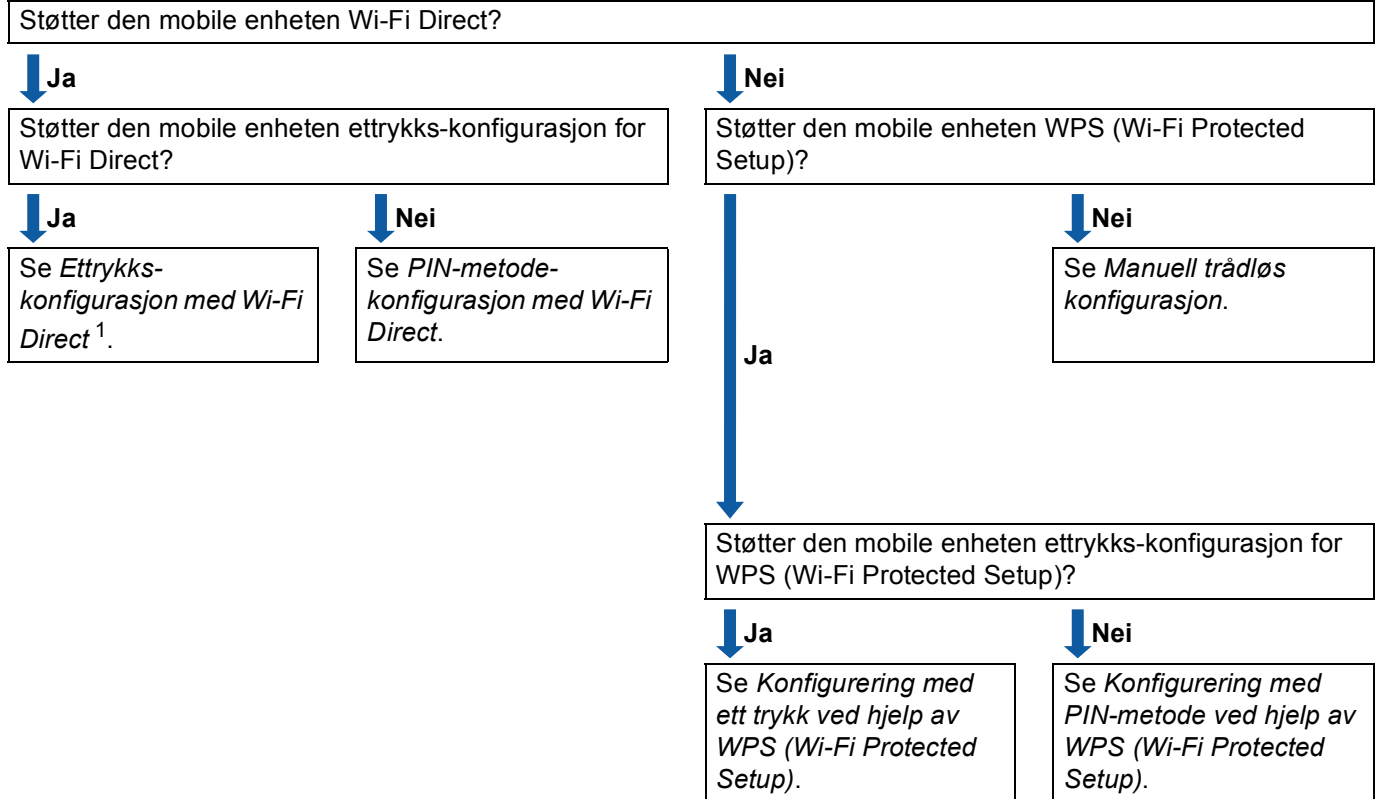 Støtter den mobile enheten Wi-Fi Direct?
Ja
Nei
Støtter den mobile enheten ettrykks-konfigurasjon for
Wi-Fi Direct?
Støtter den mobile enheten WPS (Wi-Fi Protected
Setup)?
Ja
Nei
Nei
Se Ettrykks-
konfigurasjon med Wi-Fi
Direct 1.
Se PIN-metode-
konfigurasjon med Wi-Fi
Direct.
Se Manuell trådløs
konfigurasjon.
Ja
Støtter den mobile enheten ettrykks-konfigurasjon for
WPS (Wi-Fi Protected Setup)?
Ja
Nei
Se Konfigurering med
ett trykk ved hjelp av
WPS (Wi-Fi Protected
Setup).
Se Konfigurering med
PIN-metode ved hjelp av
WPS (Wi-Fi Protected
Setup).